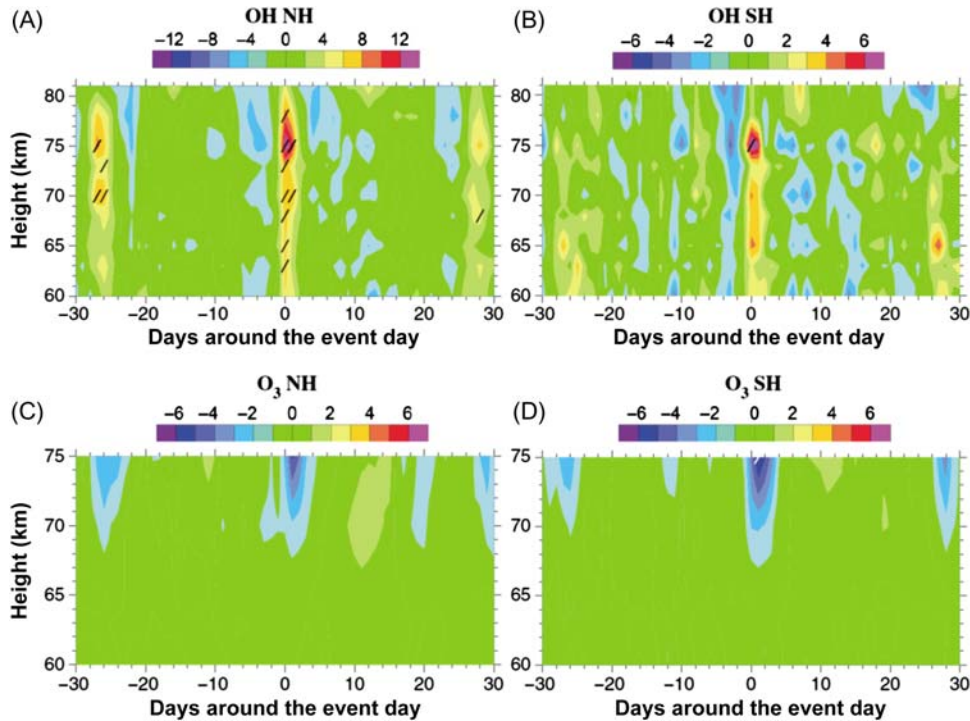 (A)
OH NH
−12 −8 −4 0 4 8 12
Height (km)
80
75
70
65
60
−30 −20 −10 0 10 20 30
Days around the event day
(B)
OH SH
−6 −4 −2 0 2 4 6
80
75
70
65
60
−30 −20 −10 0 10 20 30
Days around the event day
(C)
O₃ NH
−6 −4 −2 0 2 4 6
Height (km)
75
70
65
60
−30 −20 −10 0 10 20 30
Days around the event day
(D)
O₃ SH
−6 −4 −2 0 2 4 6
75
70
65
60
−30 −20 −10 0 10 20 30
Days around the event day